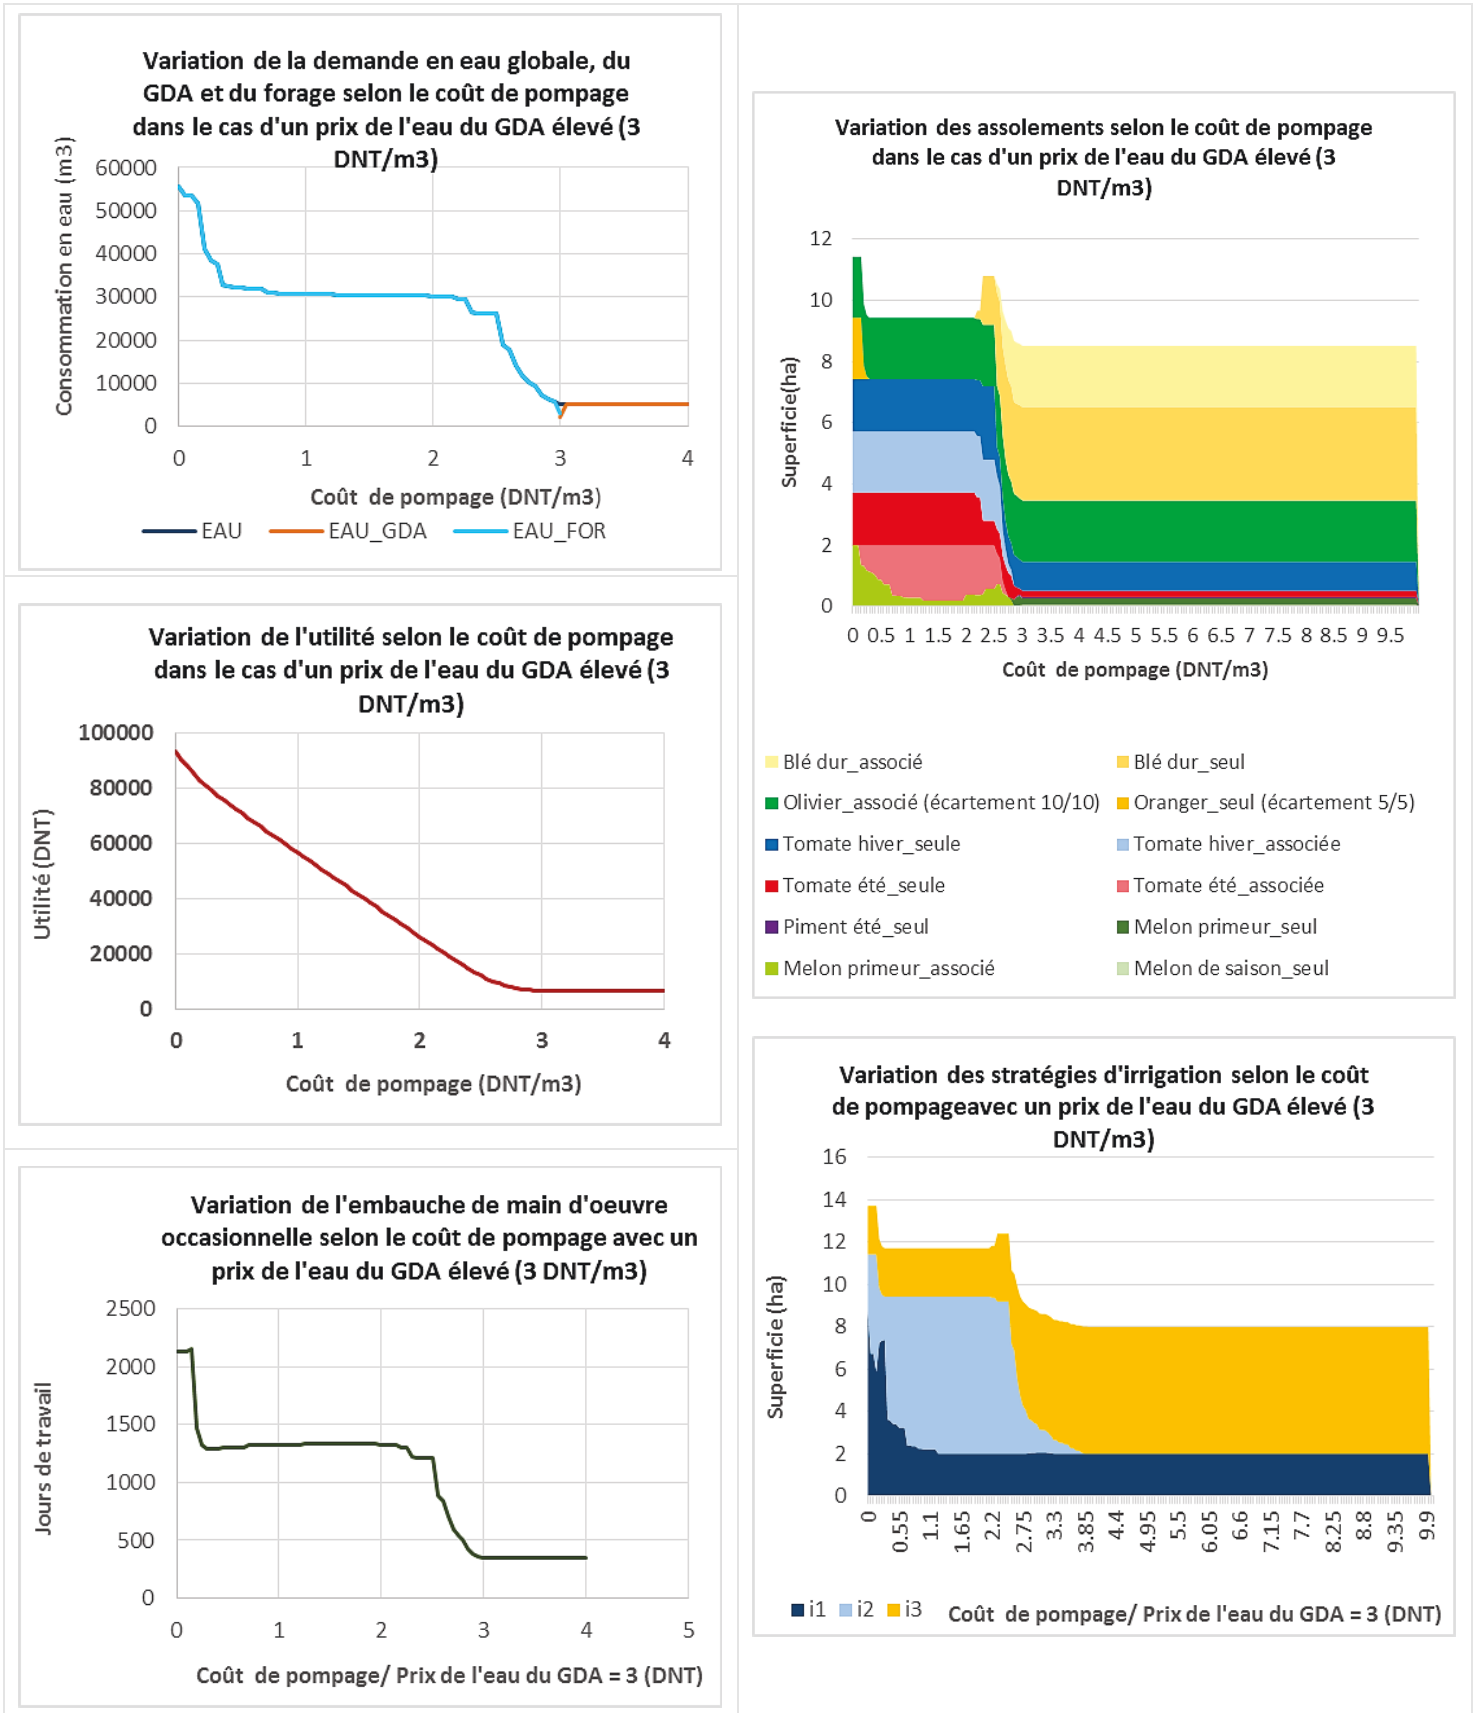 Variation de la demande en eau globale, du
GDA et du forage selon le coût de pompage
dans le cas d'un prix de l'eau du GDA élevé (3
DNT/m3)
Consommation en eau (m3)
60000
50000
40000
30000
20000
10000
0
0 1 2 3 4
Coût de pompage (DNT/m3)
EAU EAU_GDA EAU_FOR
Variation de l'utilité selon le coût de pompage
dans le cas d'un prix de l'eau du GDA élevé (3
DNT/m3)
Utilité (DNT)
100000
80000
60000
40000
20000
0
0 1 2 3 4
Coût de pompage (DNT/m3)
Variation de l'embauche de main d'oeuvre
occasionnelle selon le coût de pompage avec un
prix de l'eau du GDA élevé (3 DNT/m3)
Jours de travail
2500
2000
1500
1000
500
0
0 1 2 3 4 5
Coût de pompage/ Prix de l'eau du GDA = 3 (DNT)
Variation des assolements selon le coût de pompage
dans le cas d'un prix de l'eau du GDA élevé (3
DNT/m3)
Superficie(ha)
12
10
8
6
4
2
0
0 0.5 1 1.5 2 2.5 3 3.5 4 4.5 5 5.5 6 6.5 7 7.5 8 8.5 9 9.5
Coût de pompage (DNT/m3)
Blé dur_associé Blé dur_seul
Olivier_associé (écartement 10/10) Oranger_seul (écartement 5/5)
Tomate hiver_seule Tomate hiver_associée
Tomate été_seule Tomate été_associée
Piment été_seul Melon primeur_seul
Melon primeur_associé Melon de saison_seul
Variation des stratégies d'irrigation selon le coût
de pompageavec un prix de l'eau du GDA élevé (3
DNT/m3)
Superficie (ha)
16
14
12
10
8
6
4
2
0
0 0.55 1.1 1.65 2.2 2.75 3.3 3.85 4.4 4.95 5.5 6.05 6.6 7.15 7.7 8.25 8.8 9.35 9.9
i1 i2 i3 Coût de pompage/ Prix de l'eau du GDA = 3 (DNT)